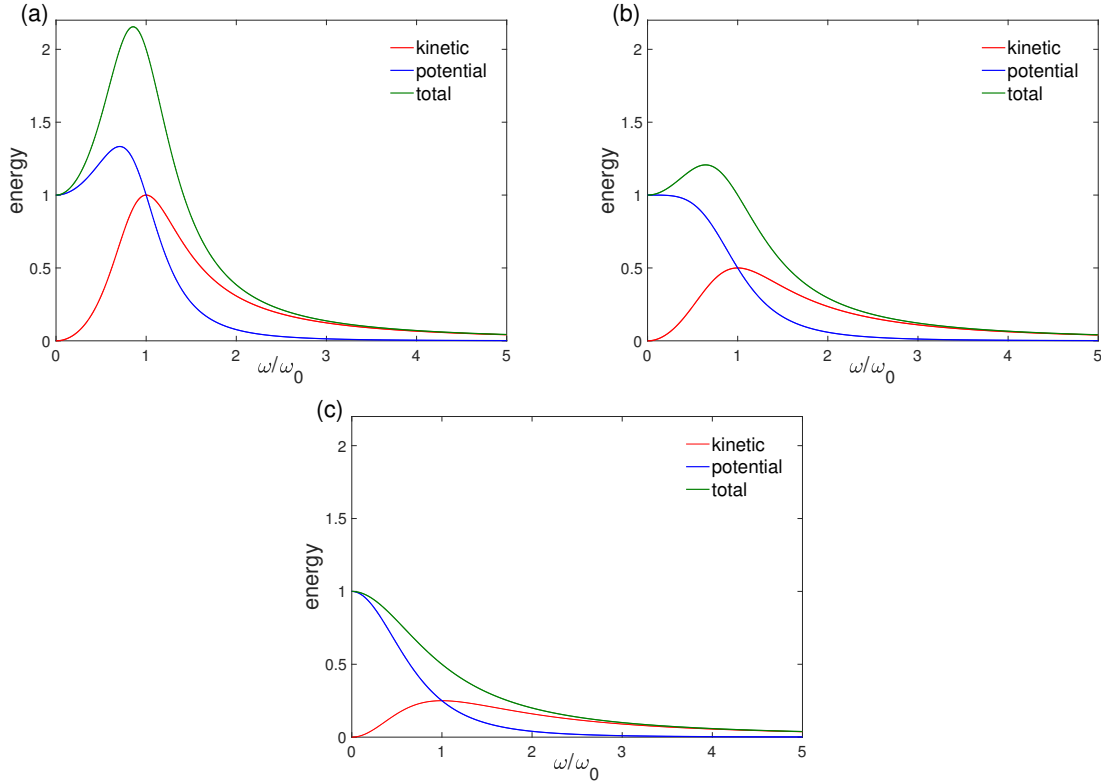 (a)
energy
2
1.5
1
0.5
0
kinetic
potential
total
0 1 2 3 4 5
ω/ω₀
(b)
energy
2
1.5
1
0.5
0
kinetic
potential
total
0 1 2 3 4 5
ω/ω₀
(c)
energy
2
1.5
1
0.5
0
kinetic
potential
total
0 1 2 3 4 5
ω/ω₀